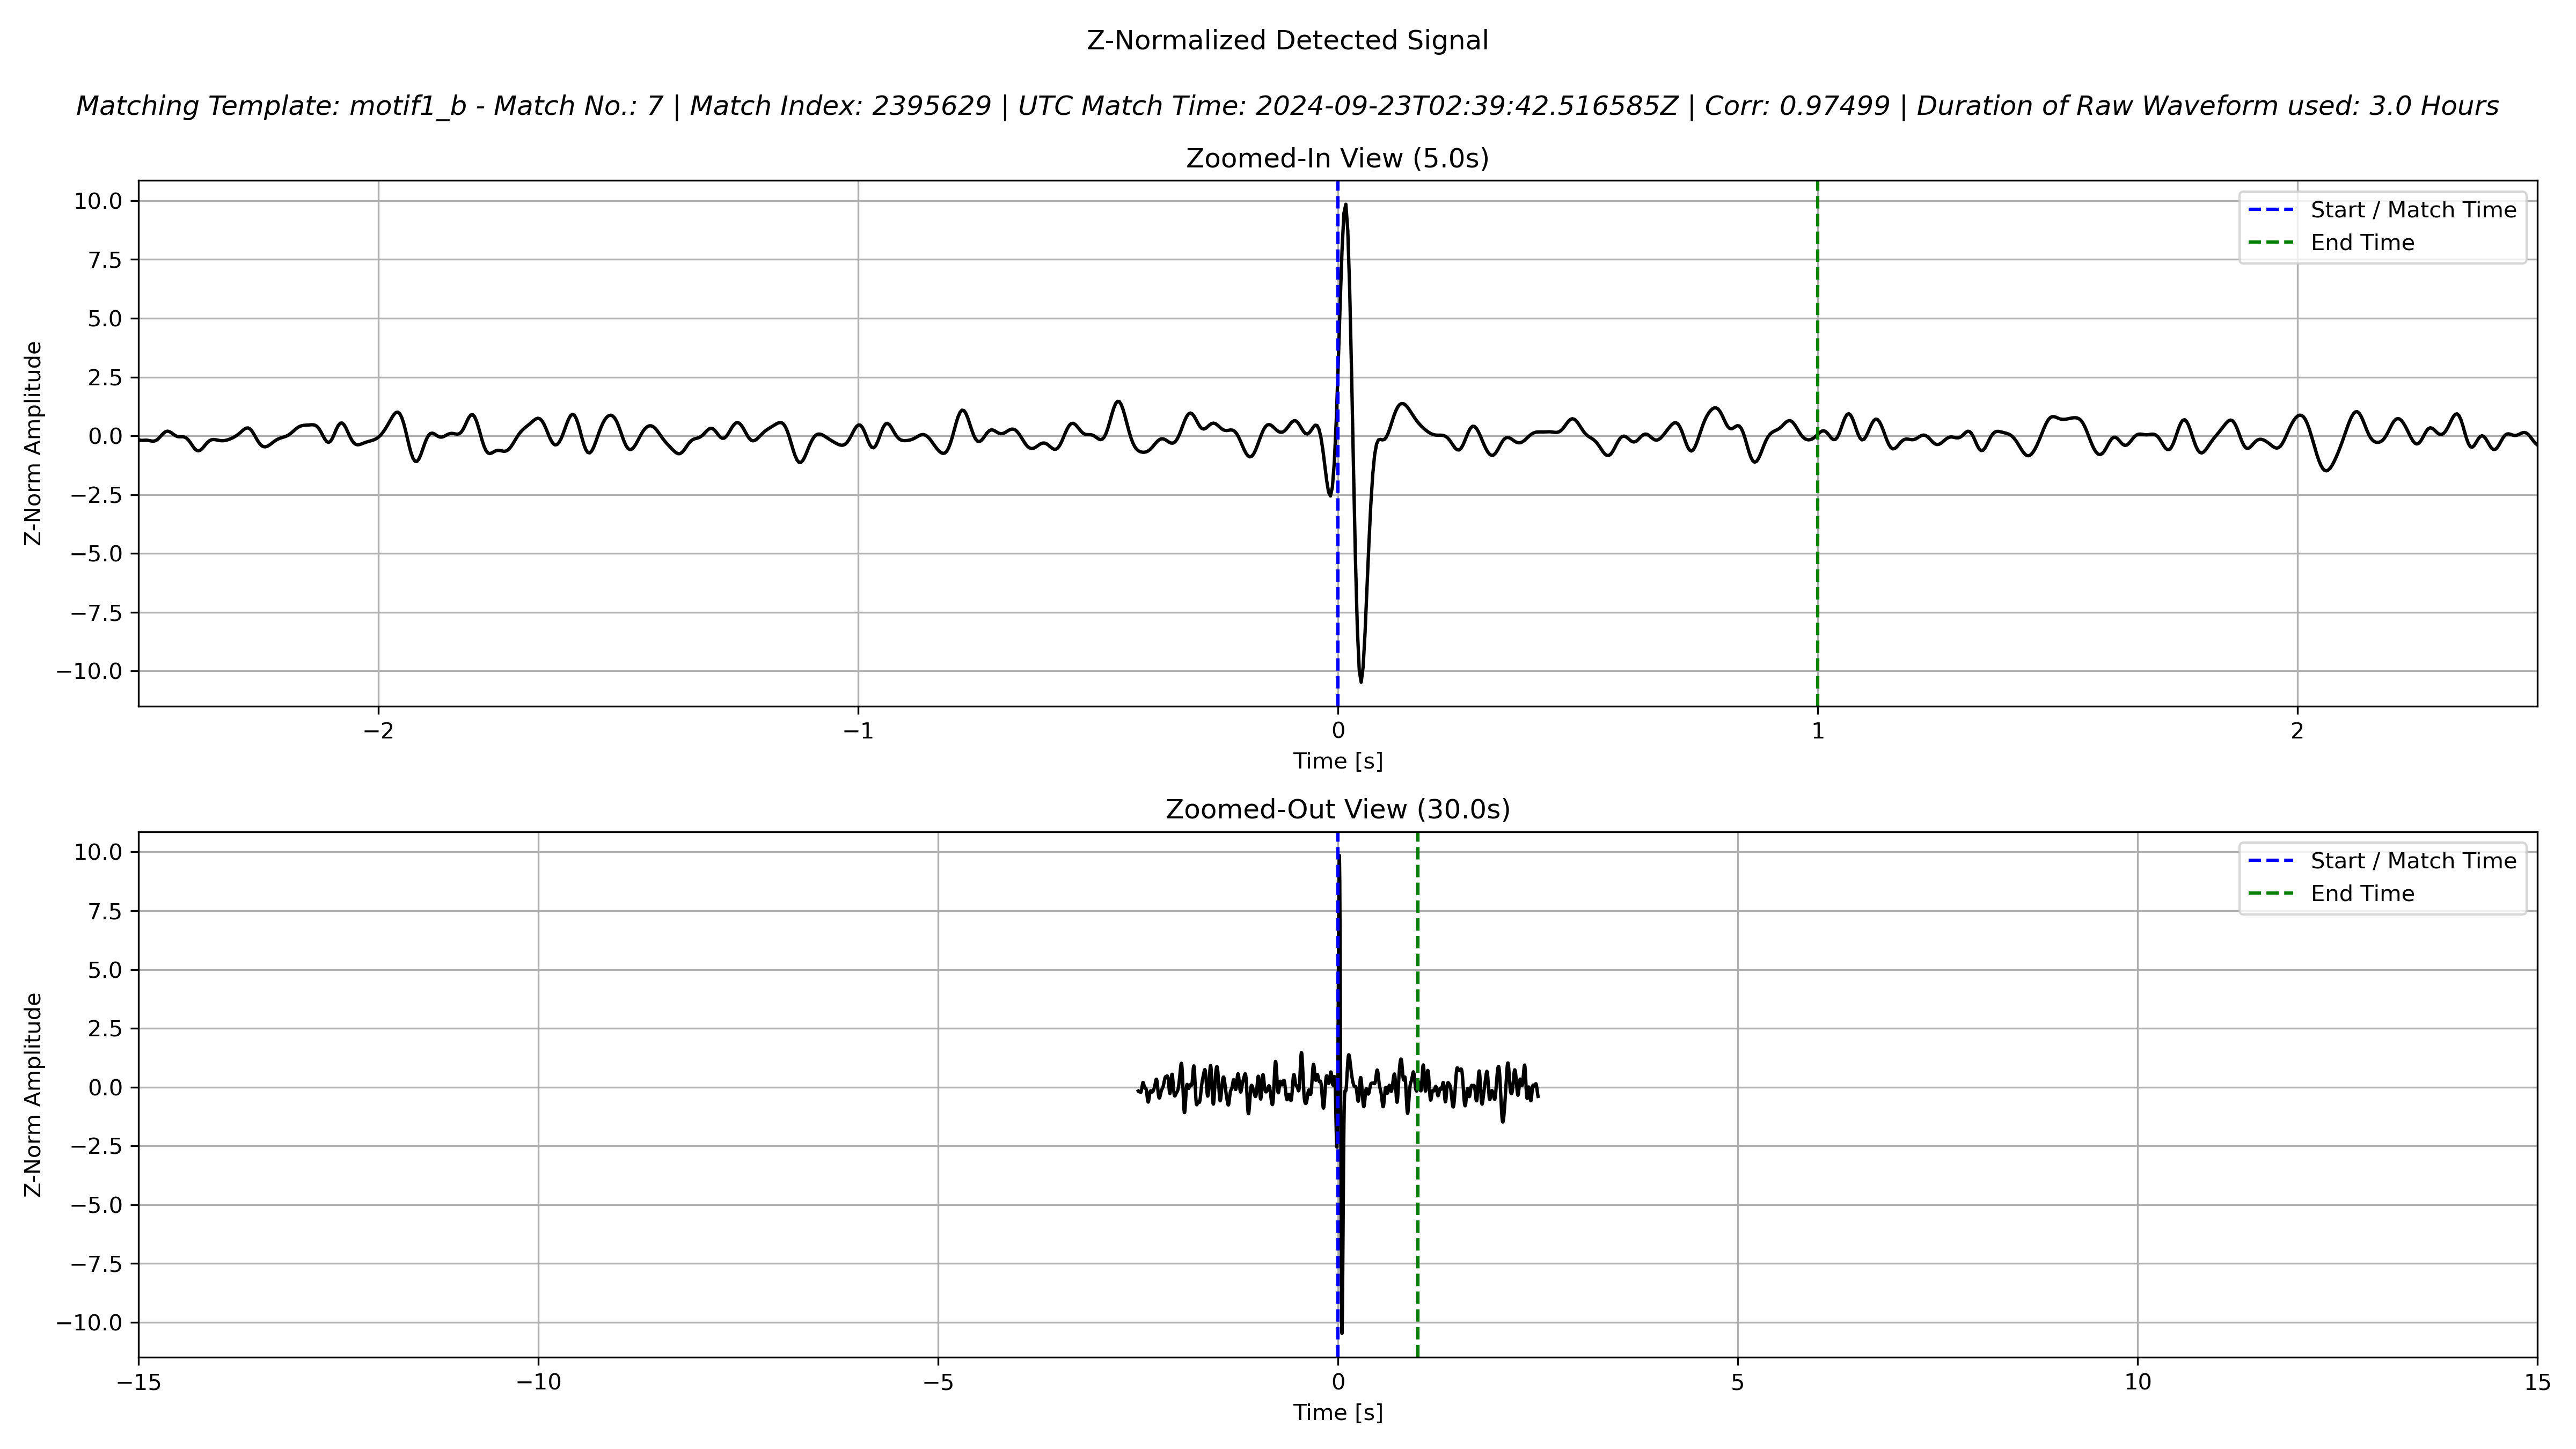 Z-Normalized Detected Signal
Matching Template: motif1_b - Match No.: 7 | Match Index: 2395629 | UTC Match Time: 2024-09-23T02:39:42.516585Z | Corr: 0.97499 | Duration of Raw Waveform used: 3.0 Hours
Zoomed-In View (5.0s)
Z-Norm Amplitude
10.0
7.5
5.0
2.5
0.0
−2.5
−5.0
−7.5
−10.0
Start / Match Time
End Time
−2
−1
0
1
2
Time [s]
Zoomed-Out View (30.0s)
Z-Norm Amplitude
10.0
7.5
5.0
2.5
0.0
−2.5
−5.0
−7.5
−10.0
Start / Match Time
End Time
−15
−10
−5
0
5
10
15
Time [s]